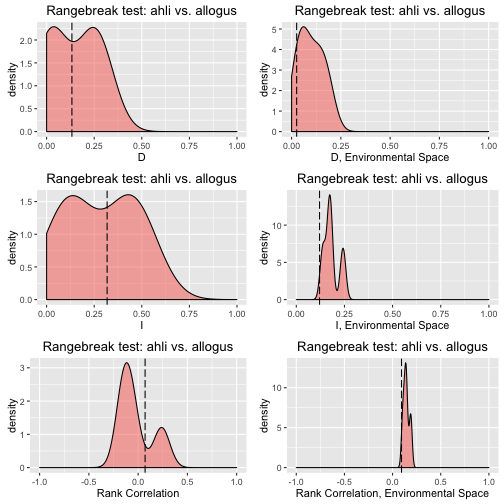 Rangebreak test: ahli vs. allogus
density
2.0
1.5
1.0
0.5
0.0
0.00 0.25 0.50 0.75 1.00
D
Rangebreak test: ahli vs. allogus
density
5
4
3
2
1
0
0.00 0.25 0.50 0.75 1.00
D, Environmental Space
Rangebreak test: ahli vs. allogus
density
1.5
1.0
0.5
0.0
0.00 0.25 0.50 0.75 1.00
I
Rangebreak test: ahli vs. allogus
density
10
5
0
0.00 0.25 0.50 0.75 1.00
I, Environmental Space
Rangebreak test: ahli vs. allogus
density
3
2
1
0
-1.0 -0.5 0.0 0.5 1.0
Rank Correlation
Rangebreak test: ahli vs. allogus
density
10
5
0
-1.0 -0.5 0.0 0.5 1.0
Rank Correlation, Environmental Space